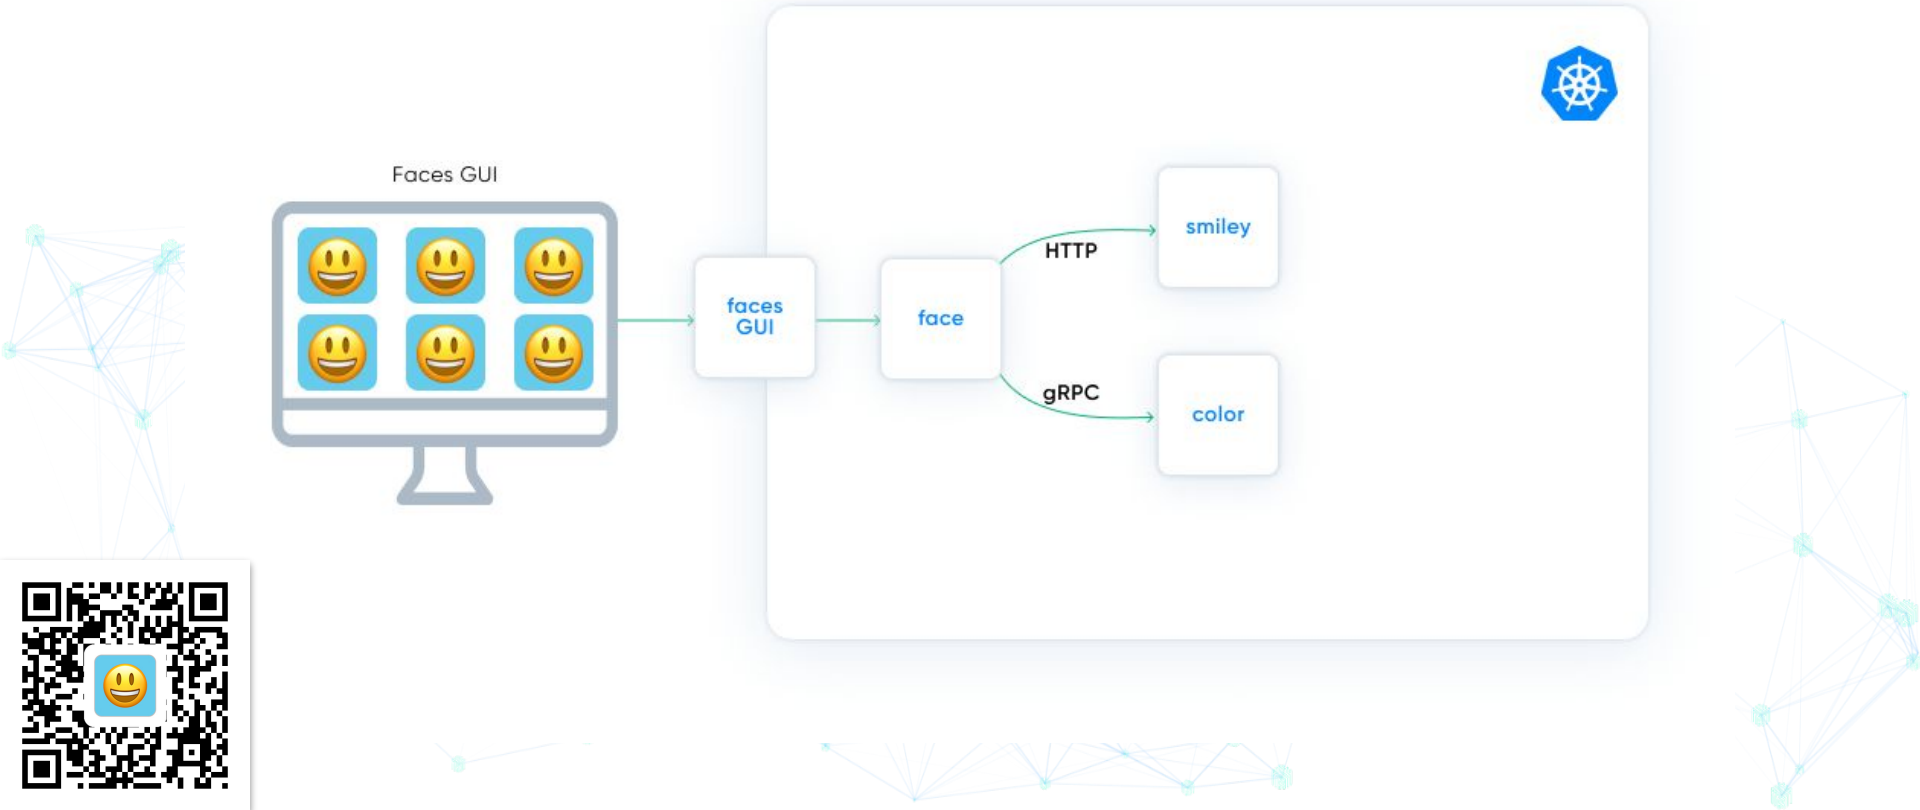 Faces GUI
faces
GUI
face
HTTP
smiley
gRPC
color